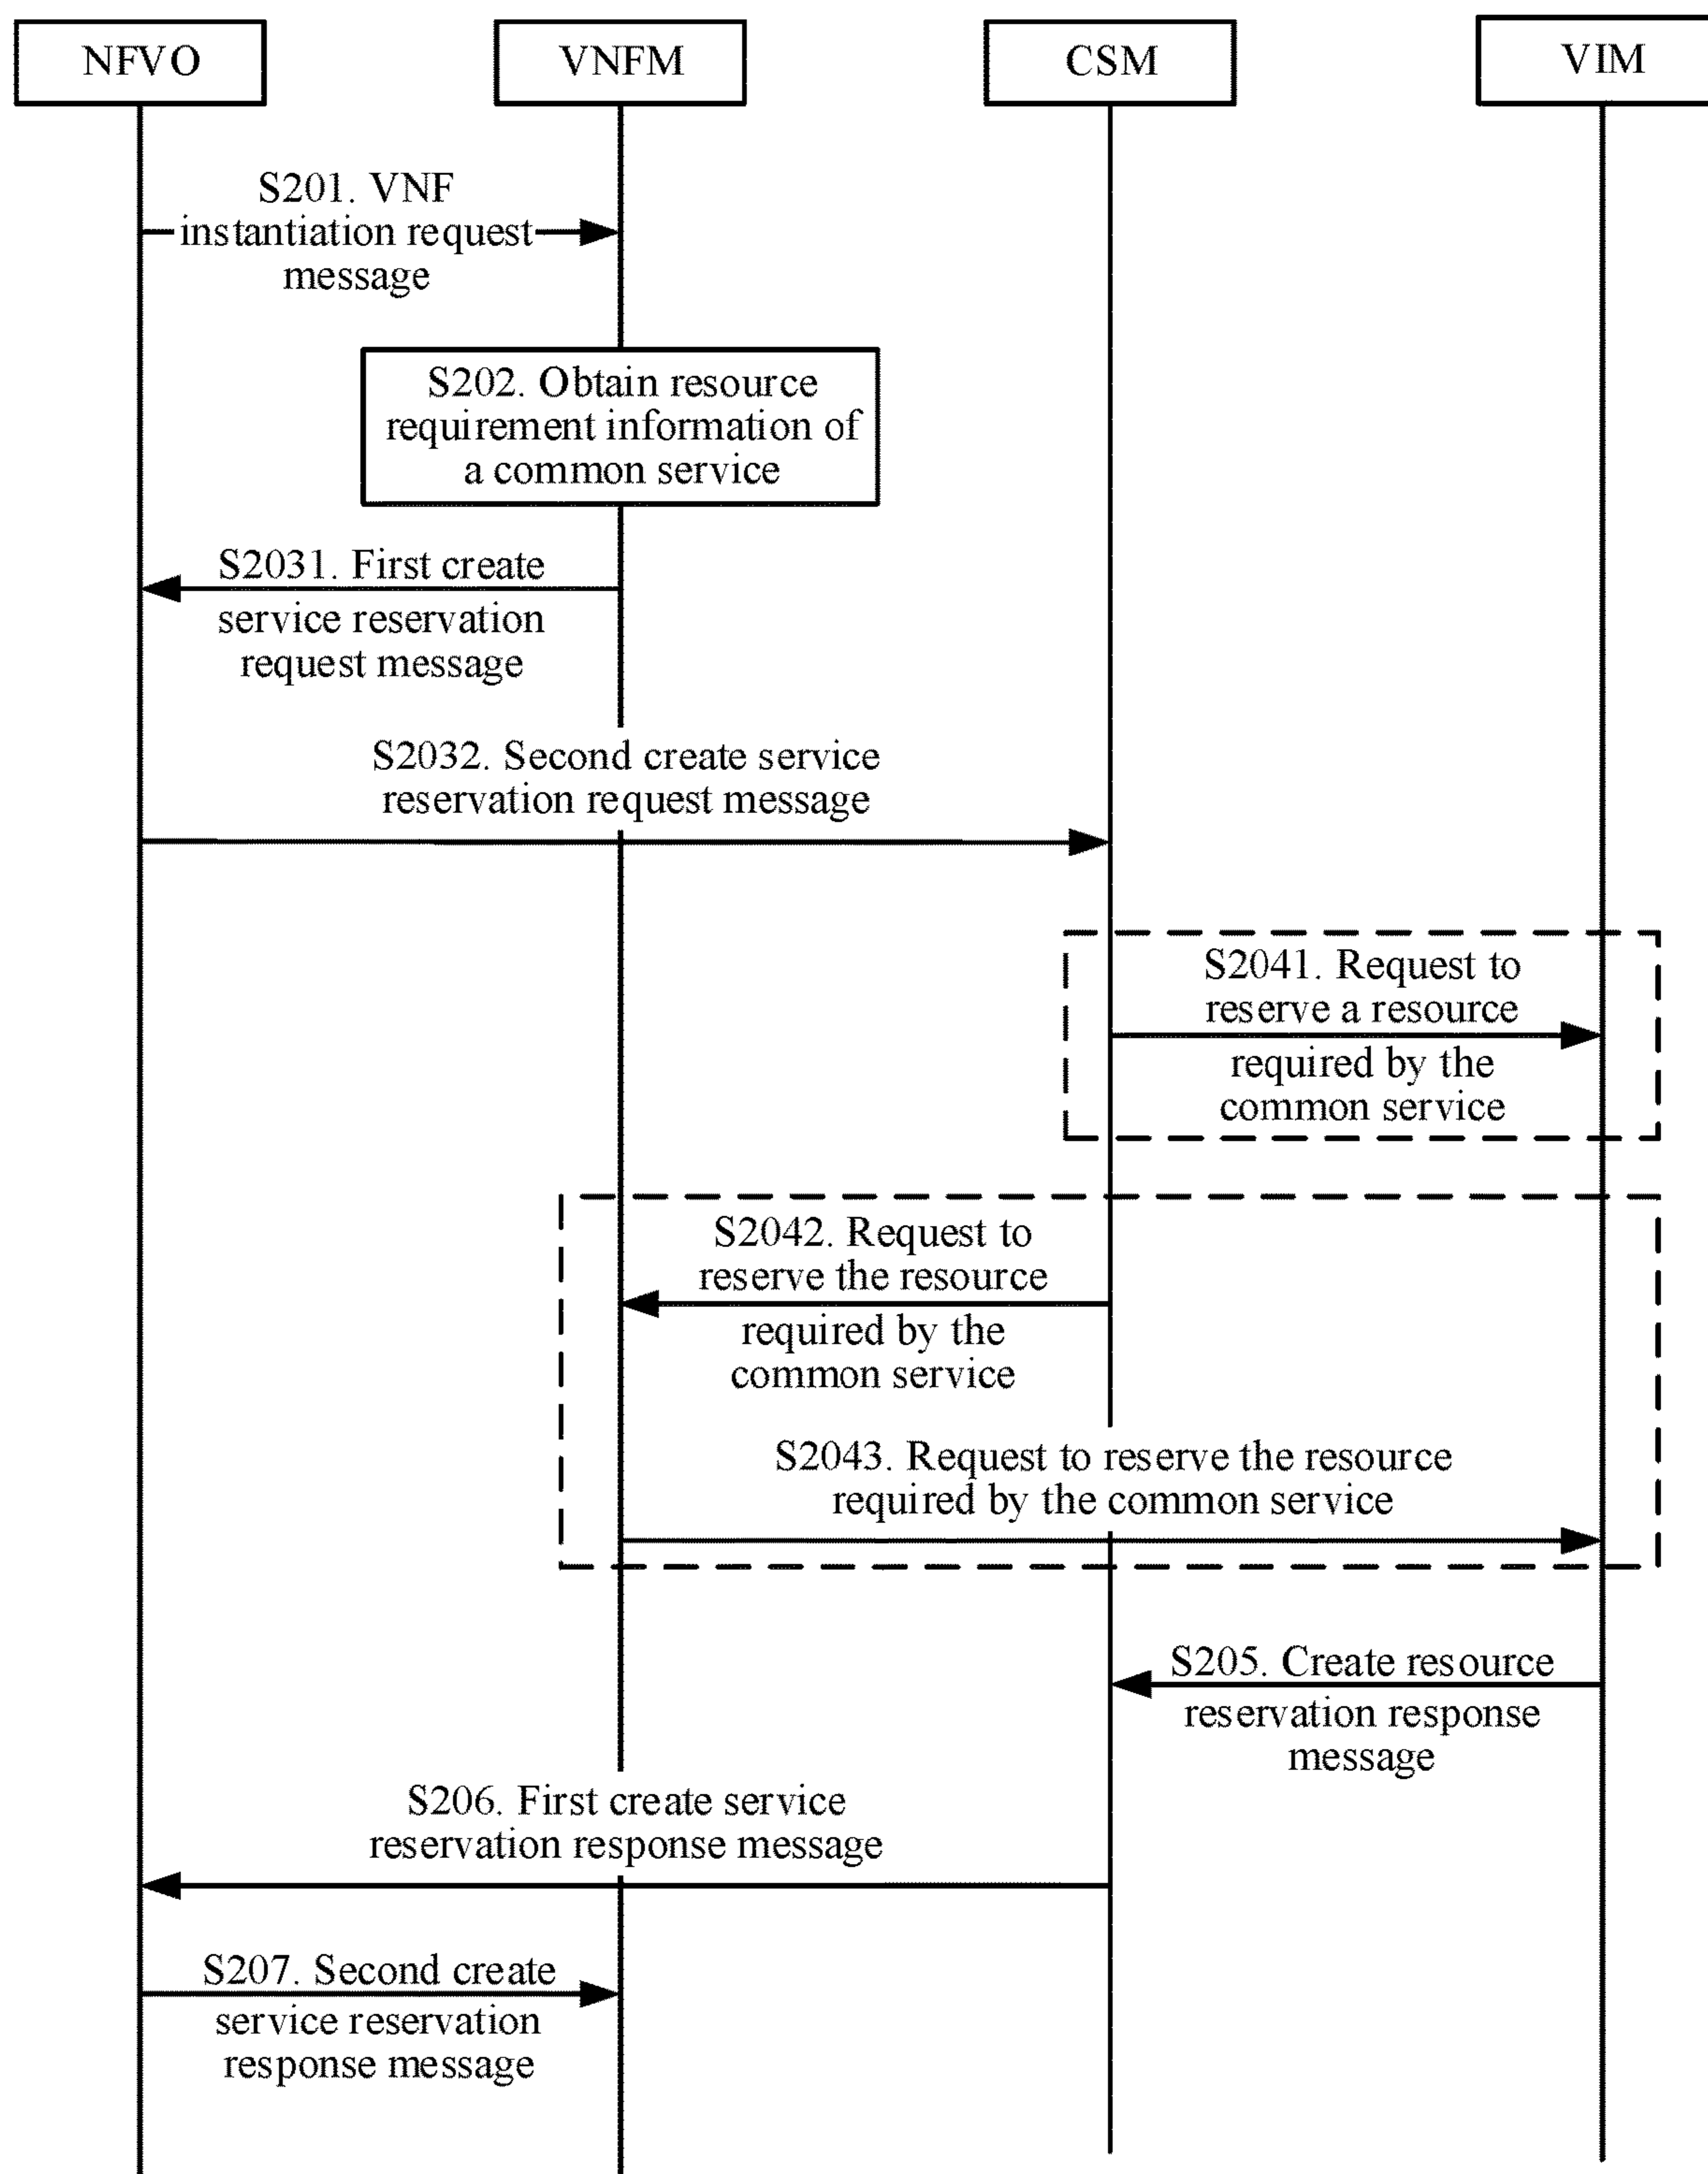 NFVO
VNFM
CSM
VIM
S201. VNF
instantiation request
message
S202. Obtain resource
requirement information of
a common service
S2031. First create
service reservation
request message
S2032. Second create service
reservation request message
S2041. Request to
reserve a resource
required by the
common service
S2042. Request to
reserve the resource
required by the
common service
S2043. Request to reserve the resource
required by the common service
S205. Create resource
reservation response
message
S206. First create service
reservation response message
S207. Second create
service reservation
response message